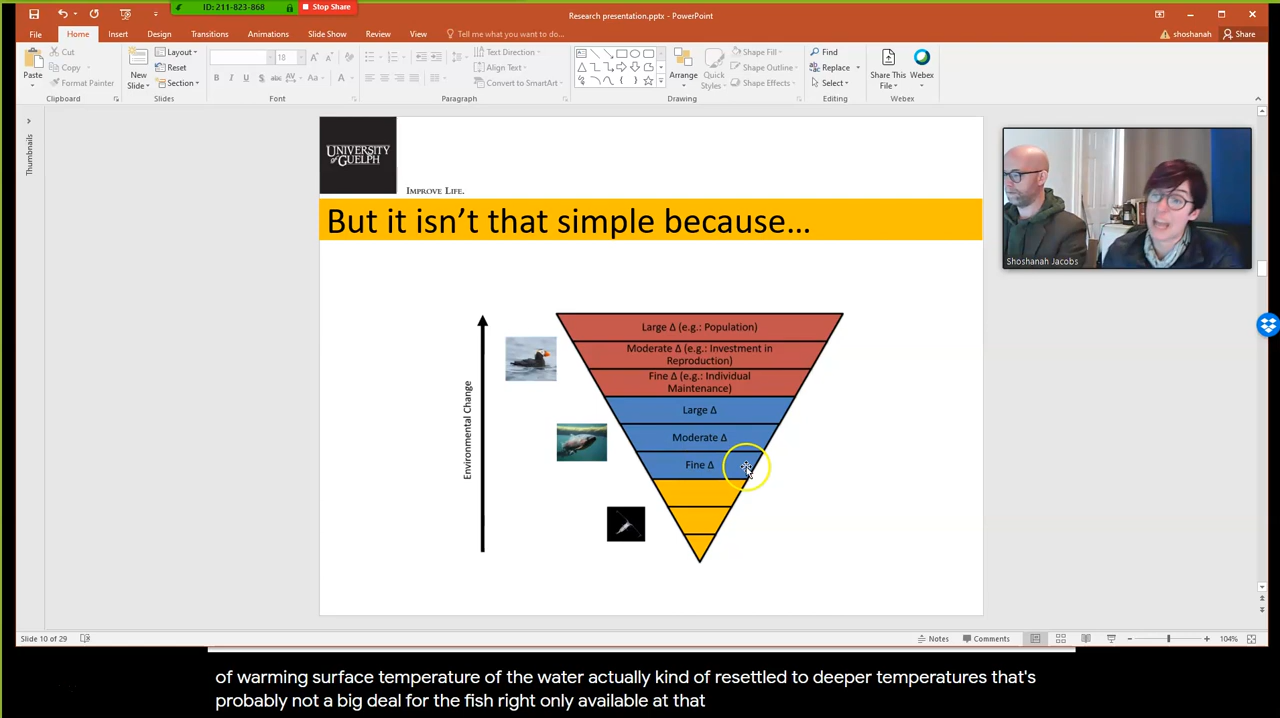 ID: 211-823-868
Stop Share
Research presentation.pptx - PowerPoint
File
Home
Insert
Design
Transitions
Animations
Slide Show
Review
View
Tell me what you want to do...
shoshanah
Share
Paste
Cut
Copy
Format Painter
Clipboard
New
Slide
Layout
Reset
Section
Slides
18
B
I
U
S
abc
AV
Aa
A
Font
Text Direction
Align Text
Convert to SmartArt
Paragraph
Arrange
Quick
Styles
Shape Fill
Shape Outline
Shape Effects
Drawing
Find
Replace
Select
Editing
Share This
File
Webex
Webex
Thumbnails
UNIVERSITY
OF GUELPH
IMPROVE LIFE.
But it isn't that simple because...
Environmental Change
Large Δ (e.g.: Population)
Moderate Δ (e.g.: Investment in
Reproduction)
Fine Δ (e.g.: Individual
Maintenance)
Large Δ
Moderate Δ
Fine Δ
Shoshanah Jacobs
Slide 10 of 29
Notes
Comments
104%
of warming surface temperature of the water actually kind of resettled to deeper temperatures that's
probably not a big deal for the fish right only available at that